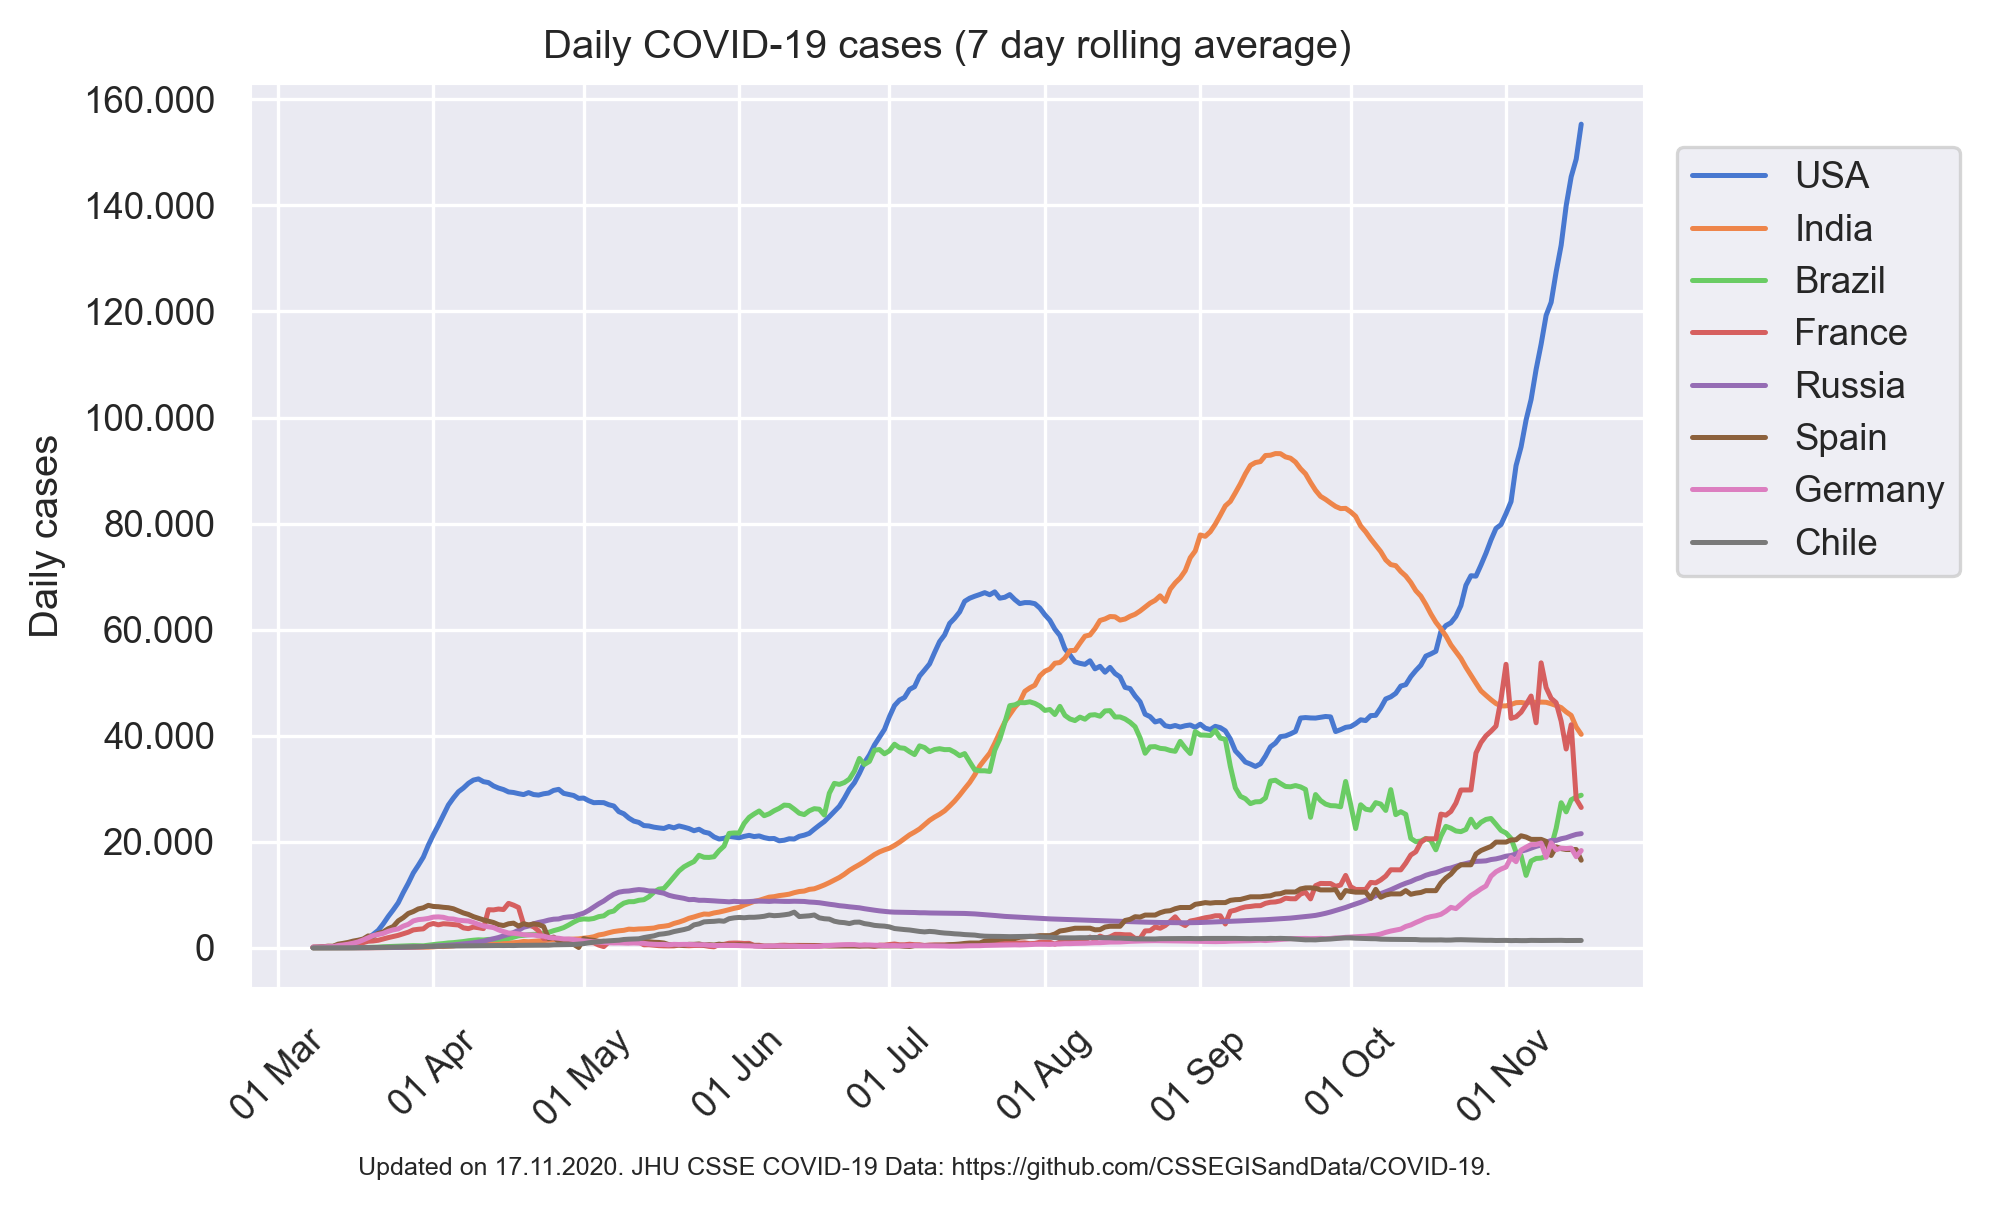 Daily COVID-19 cases (7 day rolling average)
160.000
140.000
120.000
100.000
80.000
60.000
40.000
20.000
0
Daily cases
USA
India
Brazil
France
Russia
Spain
Germany
Chile
01 Mar
01 Apr
01 May
01 Jun
01 Jul
01 Aug
01 Sep
01 Oct
01 Nov
Updated on 17.11.2020. JHU CSSE COVID-19 Data: https://github.com/CSSEGISandData/COVID-19.